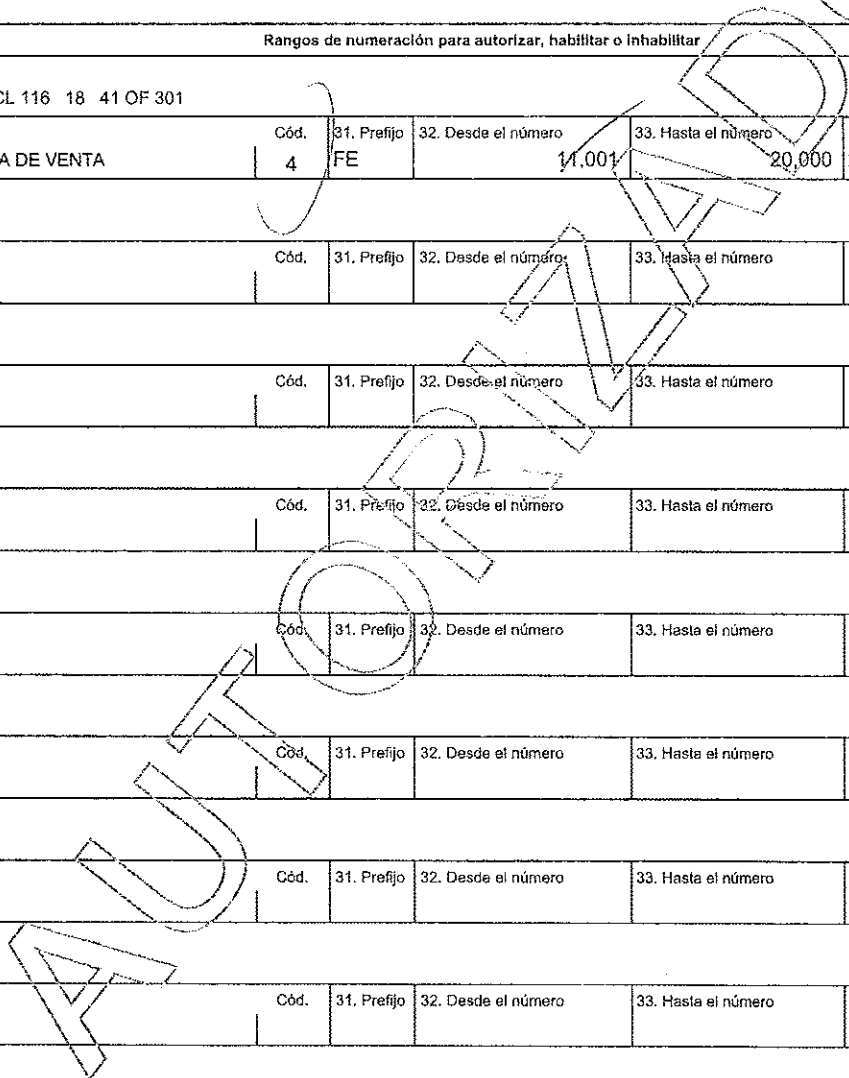 Rangos de numeración para autorizar, habilitar o inhabilitar
CL 116 18 41 OF 301
Cód. 31. Prefijo 32. Desde el número 33. Hasta el número
A DE VENTA 4 FE 11,001 20,000
Cód. 31. Prefijo 32. Desde el número 33. Hasta el número
Cód. 31. Prefijo 32. Desde el número 33. Hasta el número
Cód. 31. Prefijo 32. Desde el número 33. Hasta el número
Cód. 31. Prefijo 32. Desde el número 33. Hasta el número
Cód. 31. Prefijo 32. Desde el número 33. Hasta el número
Cód. 31. Prefijo 32. Desde el número 33. Hasta el número
Cód. 31. Prefijo 32. Desde el número 33. Hasta el número
AUTORIZAD